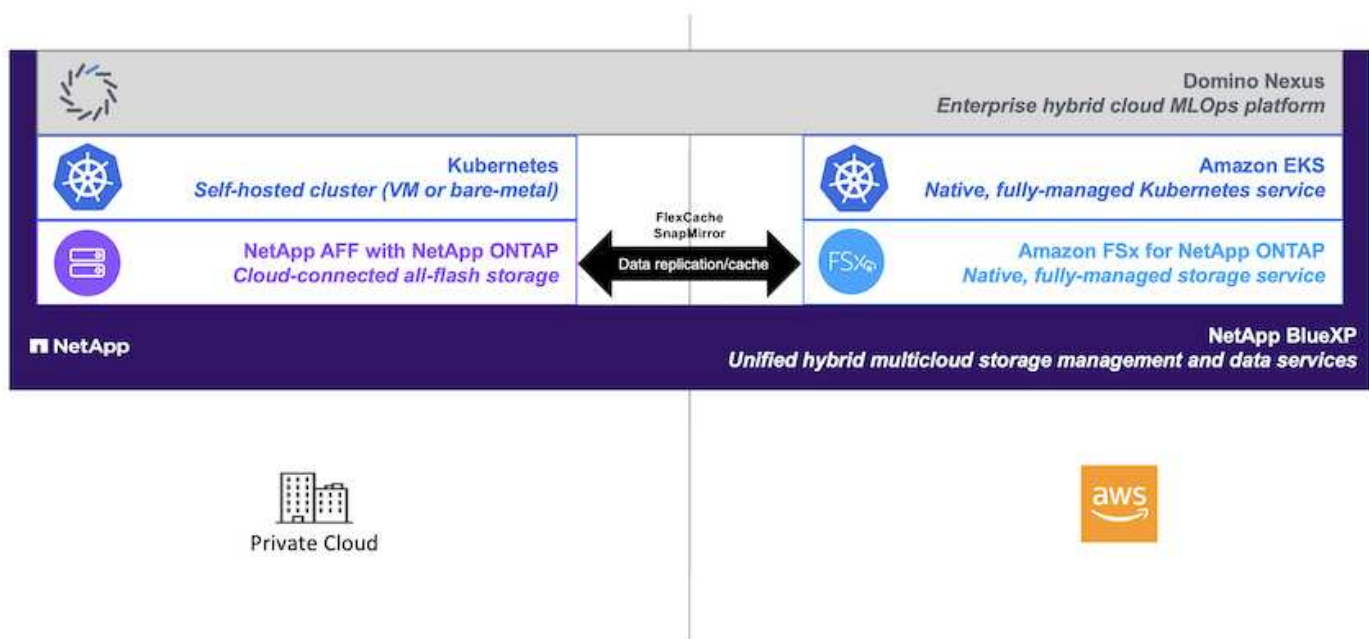 Domino Nexus
Enterprise hybrid cloud MLOps platform
Kubernetes
Self-hosted cluster (VM or bare-metal)
Amazon EKS
Native, fully-managed Kubernetes service
FlexCache
SnapMirror
Data replication/cache
NetApp AFF with NetApp ONTAP
Cloud-connected all-flash storage
FSx
Amazon FSx for NetApp ONTAP
Native, fully-managed storage service
NetApp
NetApp BlueXP
Unified hybrid multicloud storage management and data services
Private Cloud
aws